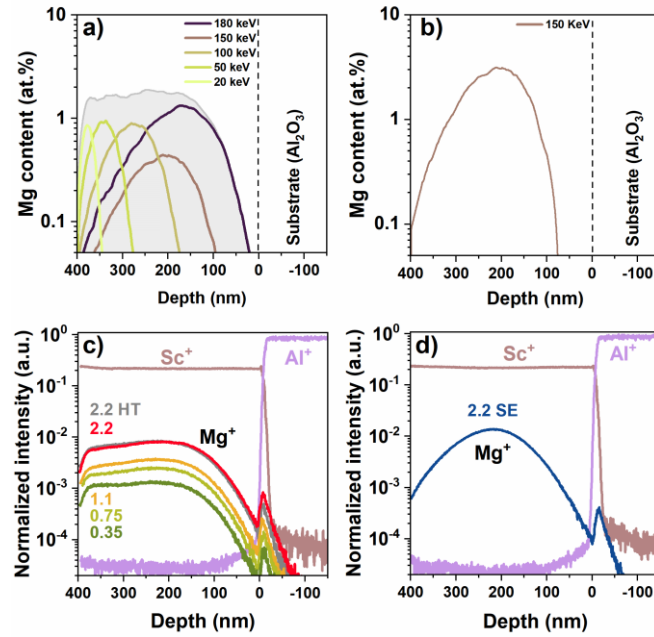 a)
180 keV
150 keV
100 keV
50 keV
20 keV
Mg content (at.%)
10
1
0.1
Substrate (Al₂O₃)
400 300 200 100 0 -100
Depth (nm)
b)
150 KeV
Mg content (at.%)
10
1
0.1
Substrate (Al₂O₃)
400 300 200 100 0 -100
Depth (nm)
c)
Sc⁺
Al⁺
2.2 HT
2.2
Mg⁺
1.1
0.75
0.35
Normalized intensity (a.u.)
10⁰
10⁻¹
10⁻²
10⁻³
10⁻⁴
400 300 200 100 0 -100
Depth (nm)
d)
Sc⁺
Al⁺
2.2 SE
Mg⁺
Normalized intensity (a.u.)
10⁰
10⁻¹
10⁻²
10⁻³
10⁻⁴
400 300 200 100 0 -100
Depth (nm)